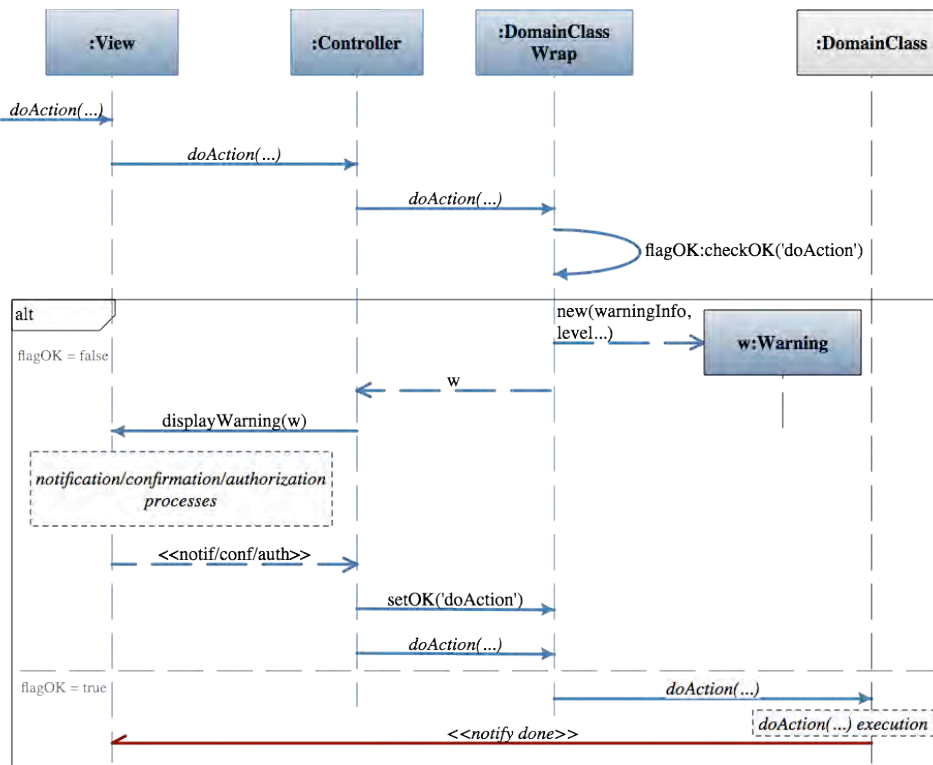 :View
:Controller
:DomainClass
Wrap
:DomainClass
doAction(...)
doAction(...)
doAction(...)
flagOK:checkOK('doAction')
alt
new(warningInfo,
level...)
flagOK = false
w:Warning
w
displayWarning(w)
notification/confirmation/authorization
processes
<<notif/conf/auth>>
setOK('doAction')
doAction(...)
flagOK = true
doAction(...)
doAction(...) execution
<<notify done>>